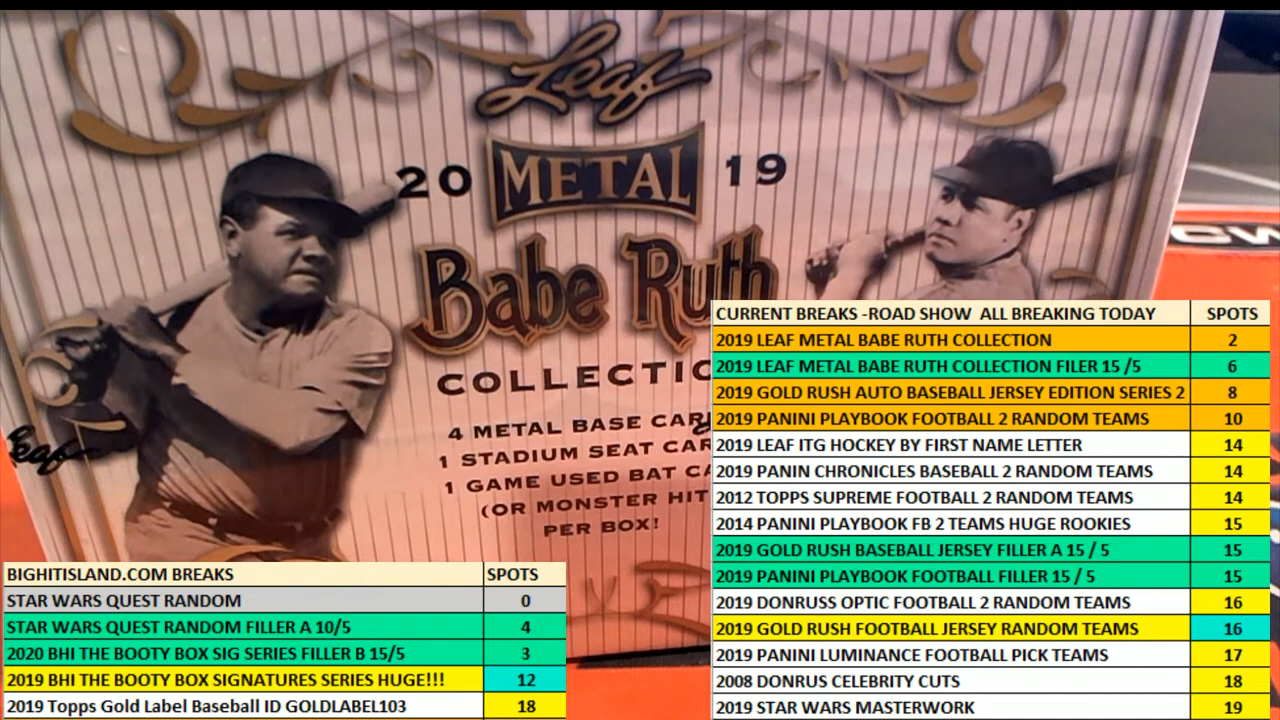 Leaf
20 METAL 19
Babe Ruth
COLLECTIO
4 METAL BASE CAR
1 STADIUM SEAT CAR
1 GAME USED BAT CA
(OR MONSTER HIT
PER BOX!
Leaf
CW
CURRENT BREAKS -ROAD SHOW ALL BREAKING TODAY SPOTS
2019 LEAF METAL BABE RUTH COLLECTION 2
2019 LEAF METAL BABE RUTH COLLECTION FILER 15 /5 6
2019 GOLD RUSH AUTO BASEBALL JERSEY EDITION SERIES 2 8
2019 PANINI PLAYBOOK FOOTBALL 2 RANDOM TEAMS 10
2019 LEAF ITG HOCKEY BY FIRST NAME LETTER 14
2019 PANIN CHRONICLES BASEBALL 2 RANDOM TEAMS 14
2012 TOPPS SUPREME FOOTBALL 2 RANDOM TEAMS 14
2014 PANINI PLAYBOOK FB 2 TEAMS HUGE ROOKIES 15
2019 GOLD RUSH BASEBALL JERSEY FILLER A 15 / 5 15
2019 PANINI PLAYBOOK FOOTBALL FILLER 15 / 5 15
2019 DONRUSS OPTIC FOOTBALL 2 RANDOM TEAMS 16
2019 GOLD RUSH FOOTBALL JERSEY RANDOM TEAMS 16
2019 PANINI LUMINANCE FOOTBALL PICK TEAMS 17
2008 DONRUS CELEBRITY CUTS 18
2019 STAR WARS MASTERWORK 19
BIGHITISLAND.COM BREAKS SPOTS
STAR WARS QUEST RANDOM 0
STAR WARS QUEST RANDOM FILLER A 10/5 4
2020 BHI THE BOOTY BOX SIG SERIES FILLER B 15/5 3
2019 BHI THE BOOTY BOX SIGNATURES SERIES HUGE!!! 12
2019 Topps Gold Label Baseball ID GOLDLABEL103 18